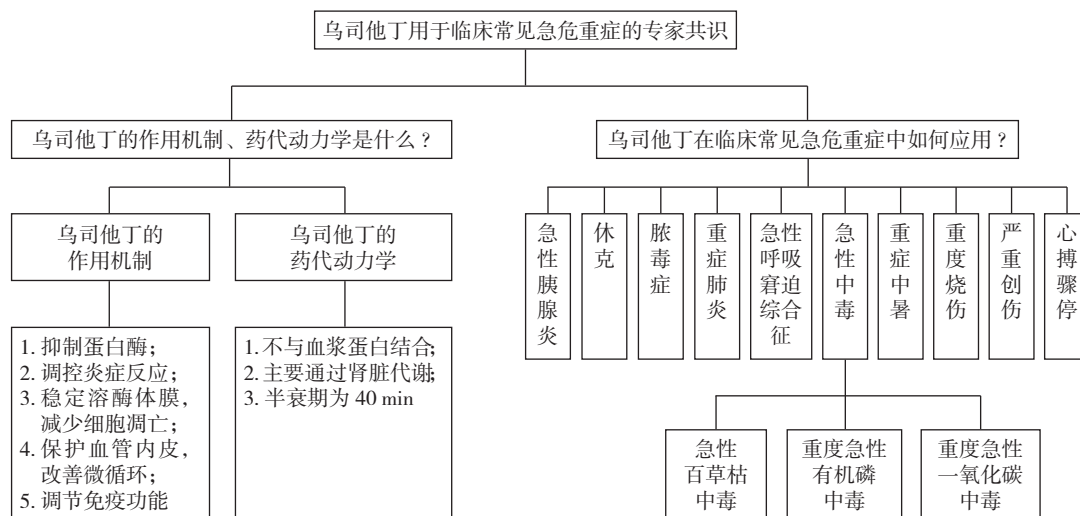 乌司他丁用于临床常见急危重症的专家共识
乌司他丁的作用机制、药代动力学是什么？
乌司他丁在临床常见急危重症中如何应用？
乌司他丁的
作用机制
乌司他丁的
药代动力学
急性胰腺炎
休克
脓毒症
重症肺炎
急性
呼吸
窘迫
综合
征
急性中毒
重症中暑
重度烧伤
严重创伤
心搏骤停
1. 抑制蛋白酶；
2. 调控炎症反应；
3. 稳定溶酶体膜，
减少细胞凋亡；
4. 保护血管内皮，
改善微循环；
5. 调节免疫功能
1. 不与血浆蛋白结合；
2. 主要通过肾脏代谢；
3. 半衰期为 40 min
急性
百草枯
中毒
重度急性
有机磷
中毒
重度急性
一氧化碳
中毒